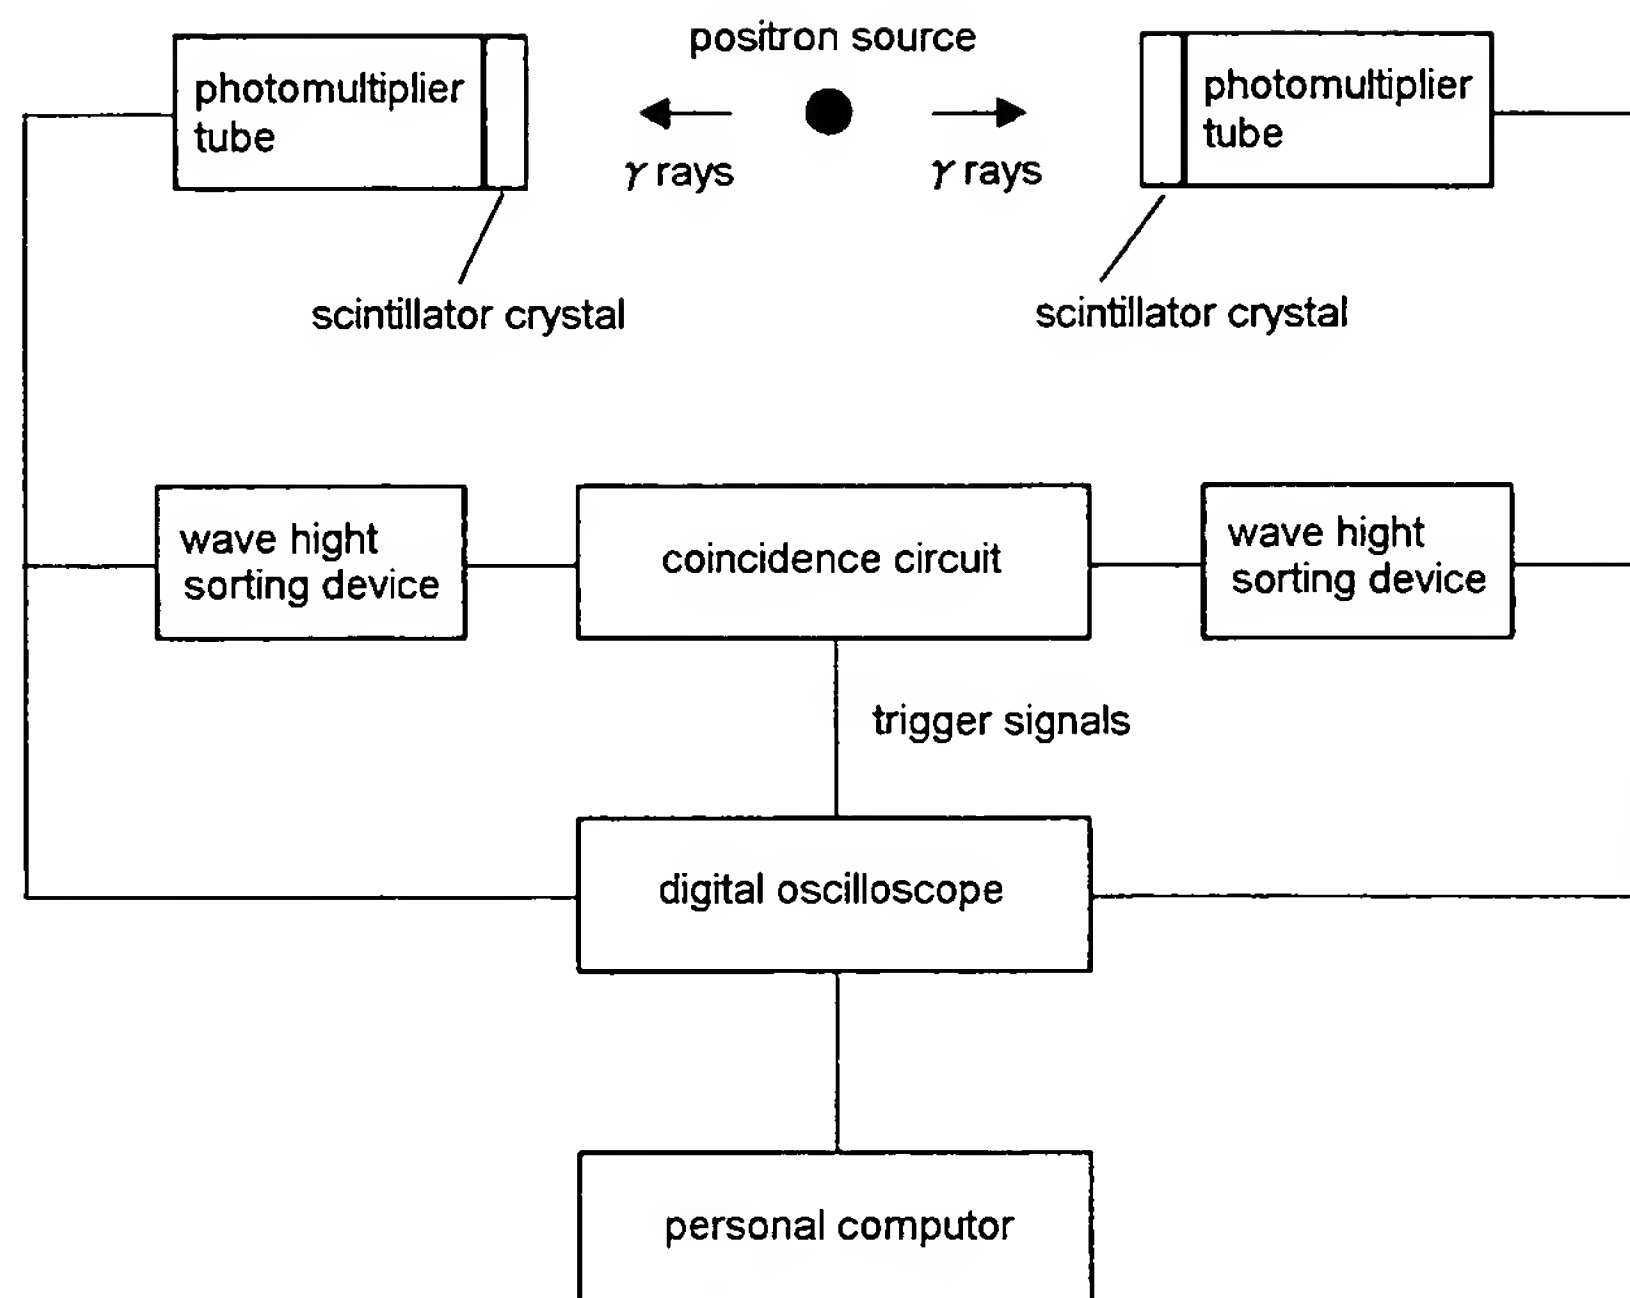 positron source
photomultiplier
tube
photomultiplier
tube
γ rays
γ rays
scintillator crystal
scintillator crystal
wave hight
sorting device
coincidence circuit
wave hight
sorting device
trigger signals
digital oscilloscope
personal computor